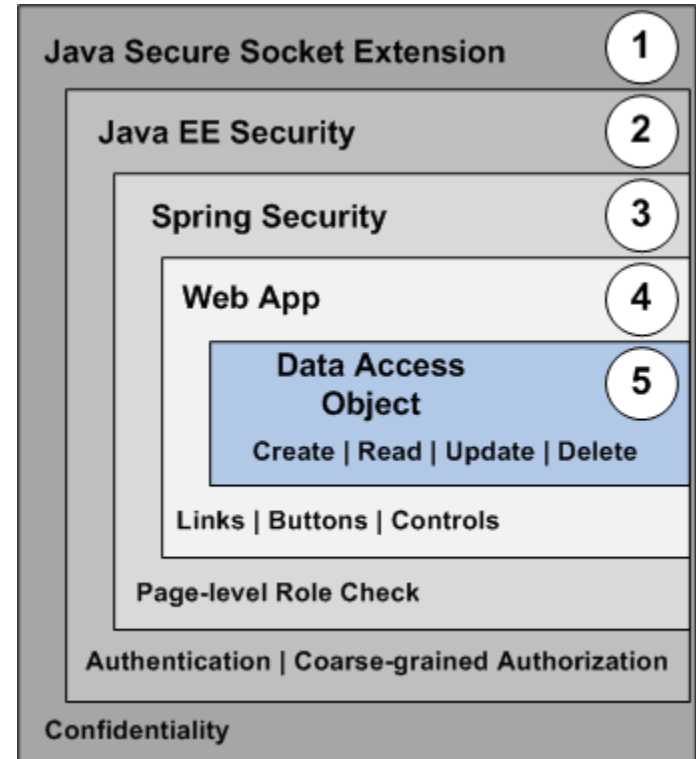 Java Secure Socket Extension 1
Java EE Security 2
Spring Security 3
Web App 4
Data Access 5
Object
Create | Read | Update | Delete
Links | Buttons | Controls
Page-level Role Check
Authentication | Coarse-grained Authorization
Confidentiality